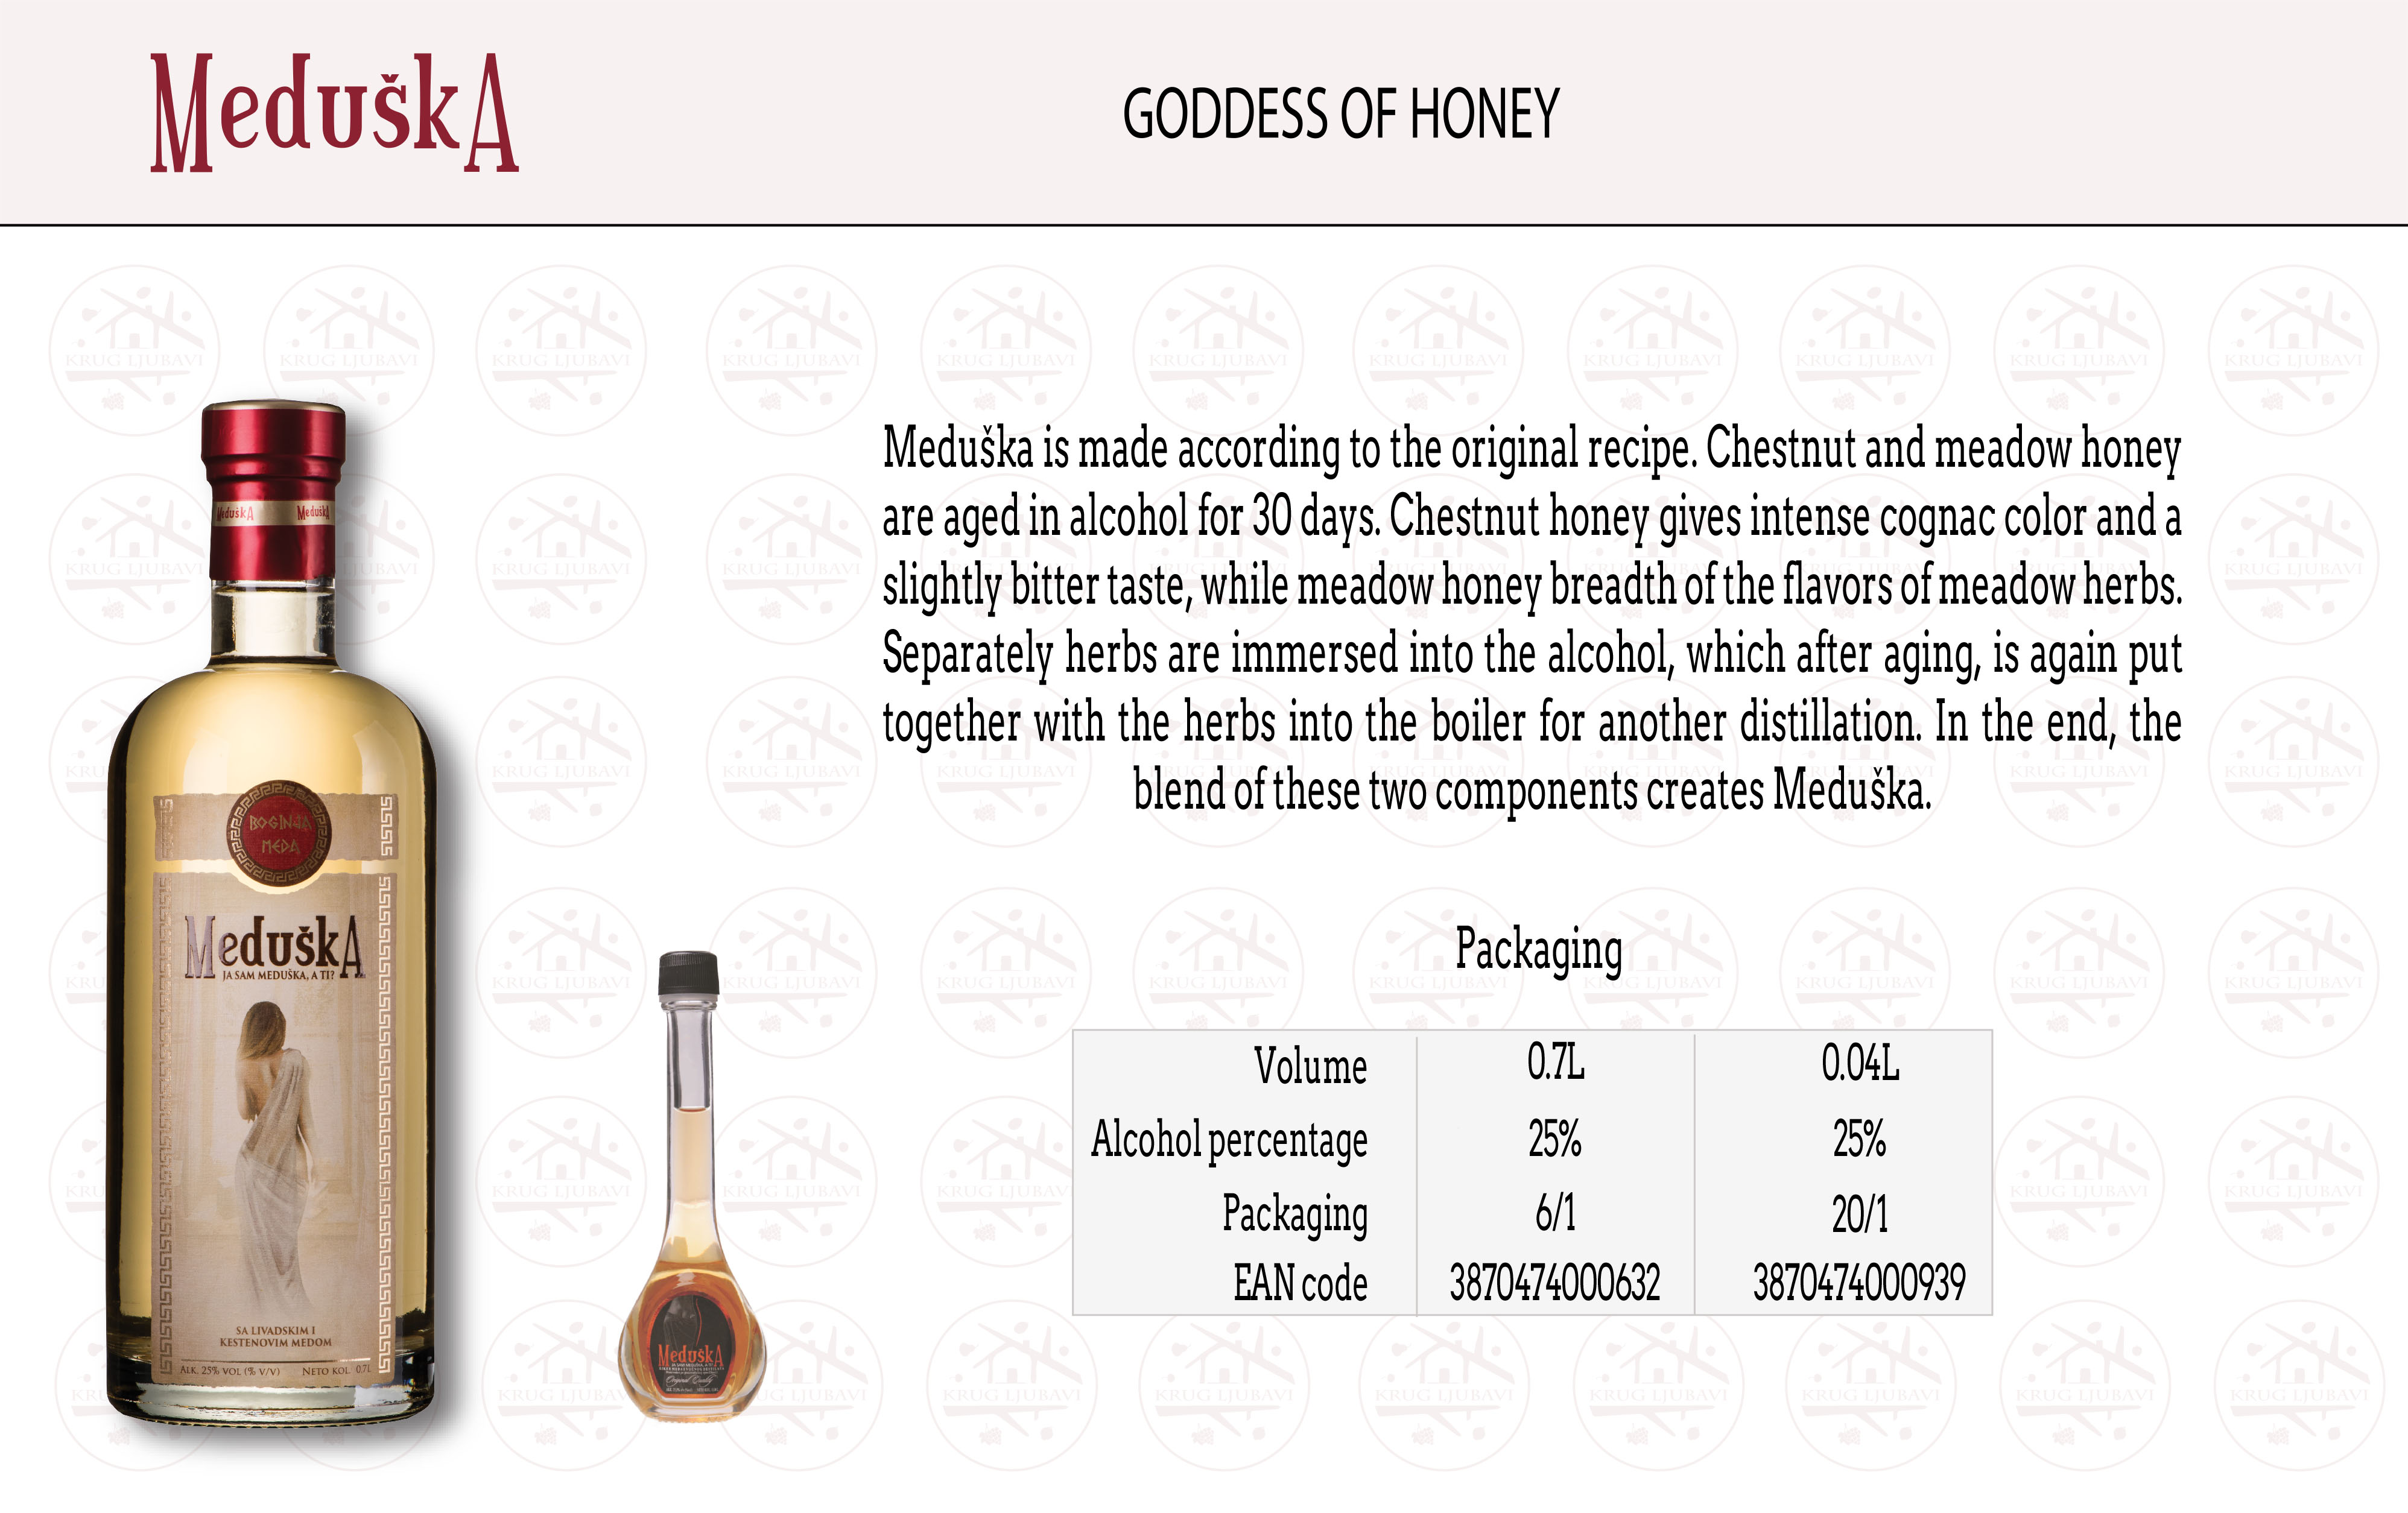 MeduškA
GODDESS OF HONEY
Meduška is made according to the original recipe. Chestnut and meadow honey
are aged in alcohol for 30 days. Chestnut honey gives intense cognac color and a
slightly bitter taste, while meadow honey breadth of the flavors of meadow herbs.
Separately herbs are immersed into the alcohol, which after aging, is again put
together with the herbs into the boiler for another distillation. In the end, the
blend of these two components creates Meduška.
MeduškA MeduškA
BOGINJA
MEDA
MeduškA
JA SAM MEDUŠKA, A TI?
SA LIVADSKIM I
KESTENOVIM MEDOM
ALK. 25% VOL (% V/V) NETO KOL 0.7L
MeduškA
Original Quality
Packaging
Volume 0.7L 0.04L
Alcohol percentage 25% 25%
Packaging 6/1 20/1
EAN code 3870474000632 3870474000939
KRUG LJUBAVI